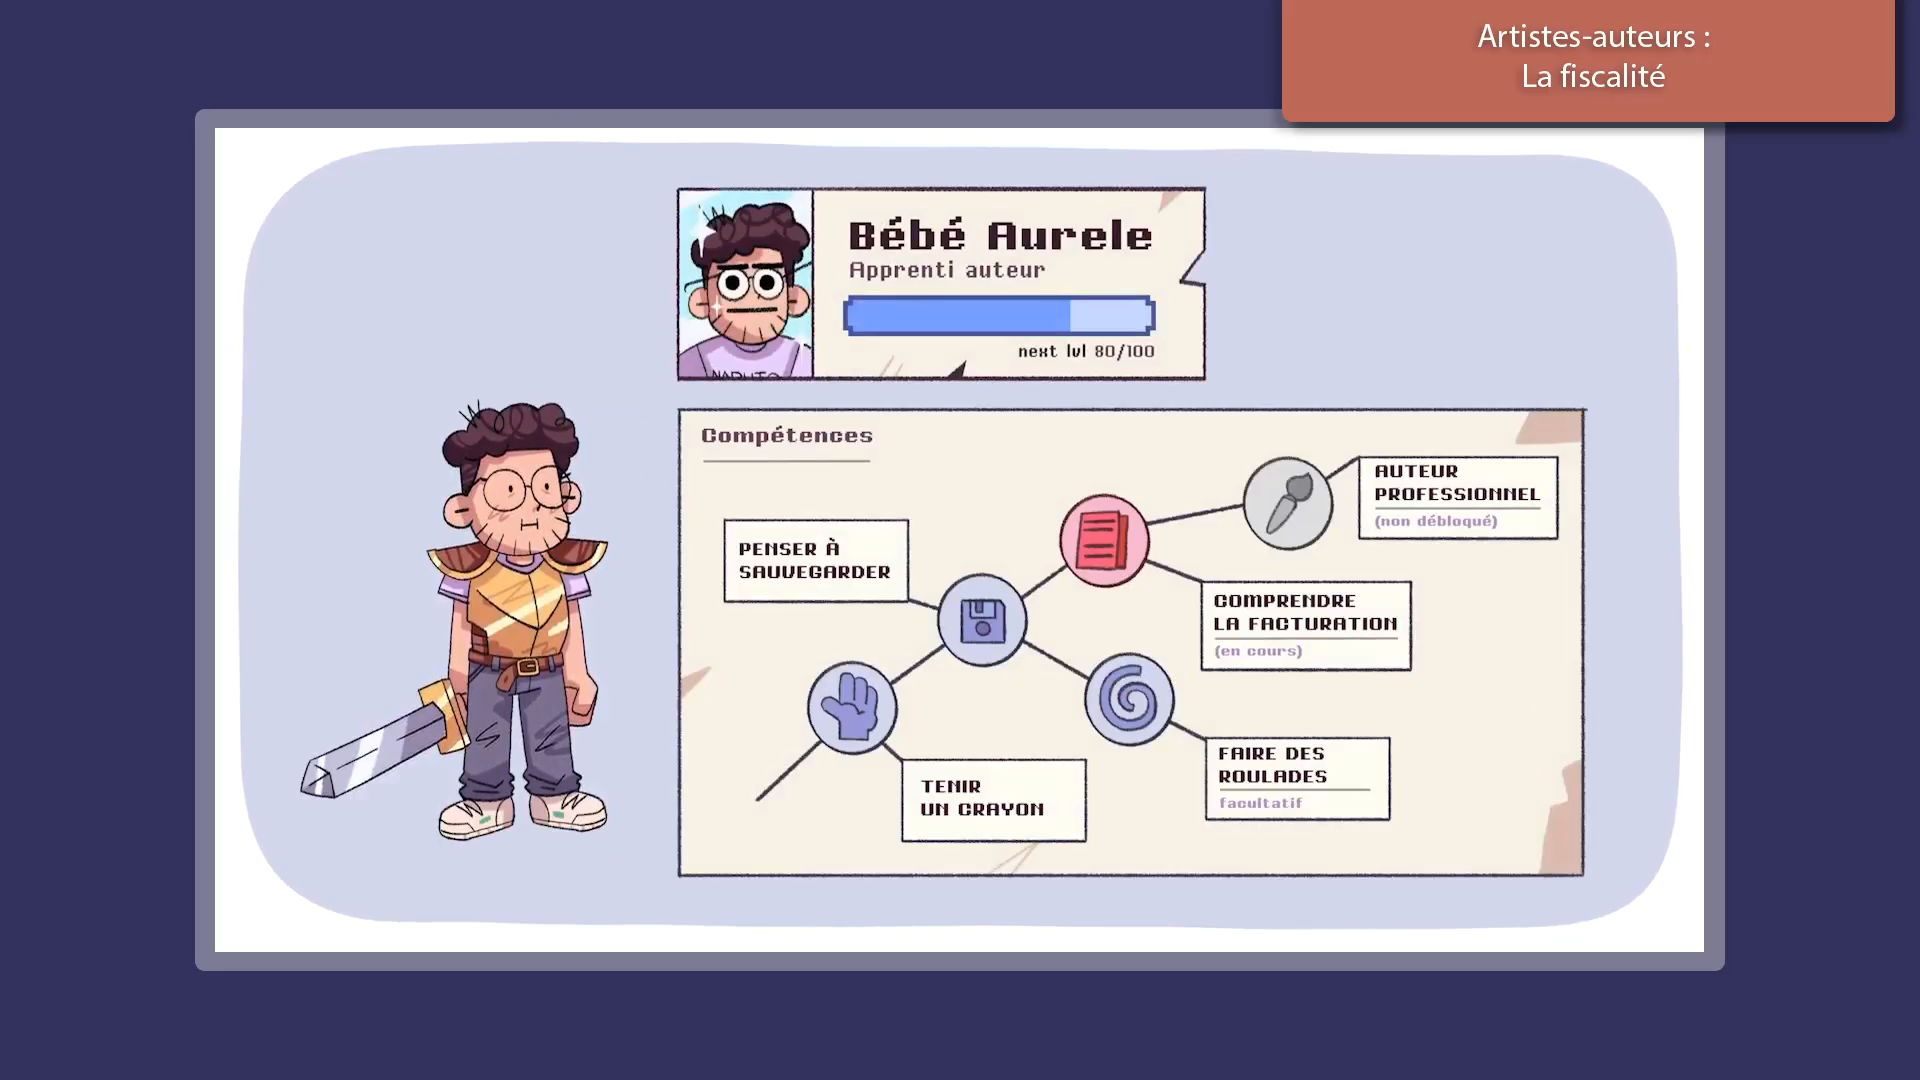 Artistes-auteurs :
La fiscalité
Bébé Aurele
Apprenti auteur
next lvl 80/100
NARUTO
Compétences
AUTEUR
PROFESSIONNEL
(non débloqué)
PENSER À
SAUVEGARDER
COMPRENDRE
LA FACTURATION
(en cours)
FAIRE DES
ROULADES
facultatif
TENIR
UN CRAYON